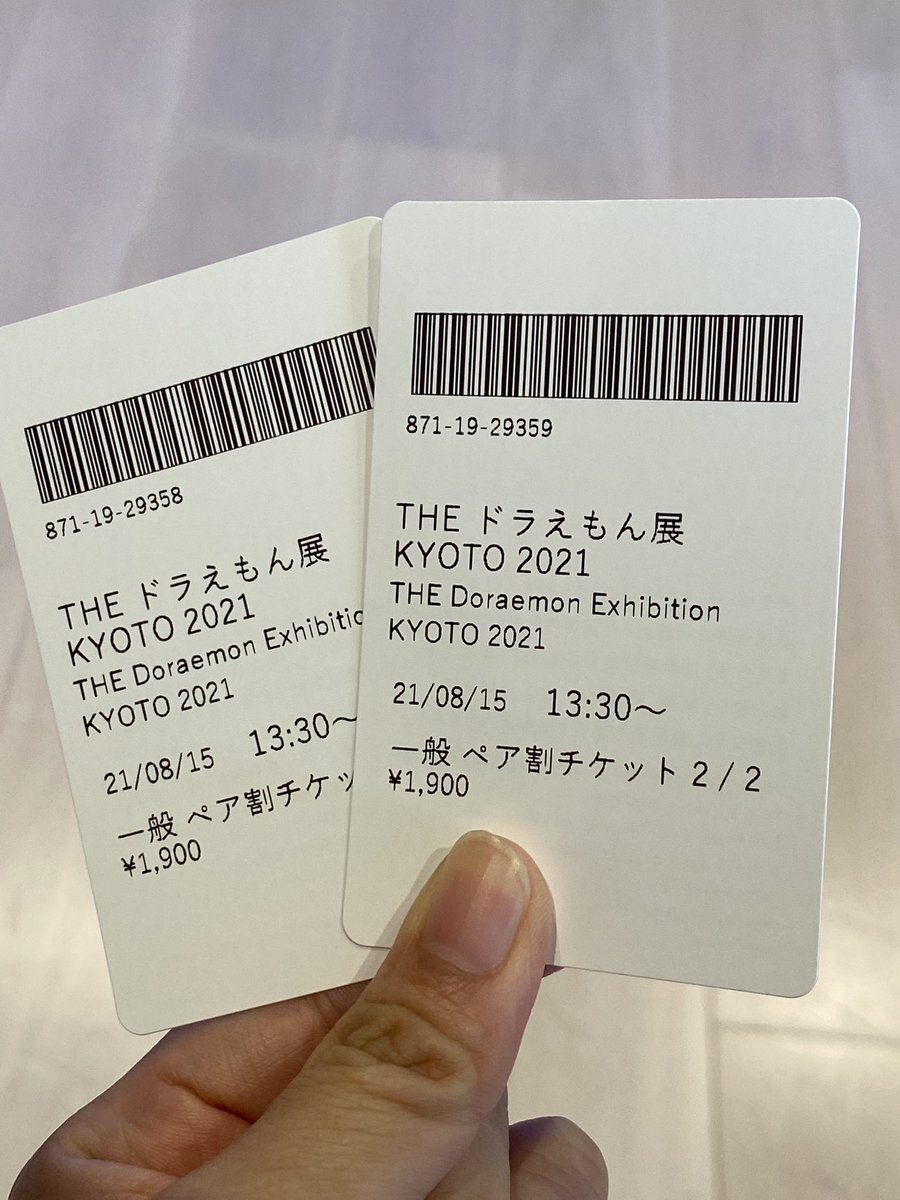 871-19-29358
THE ドラえもん展
KYOTO 2021
THE Doraemon
KYOTO 2021
21/08/15 13:30〜
一般 ペア割
¥1,900
871-19-29359
THE ドラえもん展
KYOTO 2021
THE Doraemon Exhibition
KYOTO 2021
21/08/15 13:30〜
一般 ペア割チケット 2 / 2
¥1,900